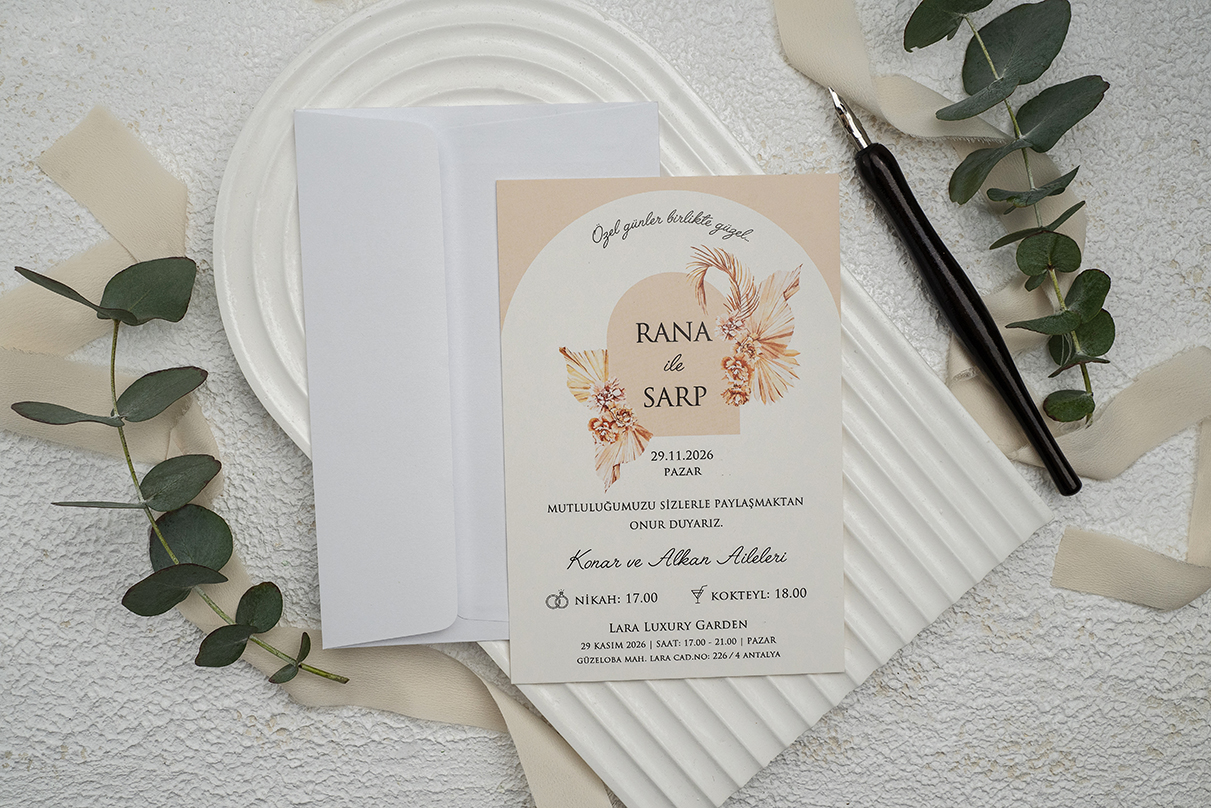 Özel günler birlikte güzel...
RANA
ile
SARP
29.11.2026
PAZAR
MUTLULUĞUMUZU SİZLERLE PAYLAŞMAKTAN
ONUR DUYARIZ.
Konar ve Alkan Aileleri
NİKAH: 17.00 KOKTEYL: 18.00
LARA LUXURY GARDEN
29 KASIM 2026 | SAAT: 17.00 - 21.00 | PAZAR
GÜZELOBA MAH. LARA CAD.NO: 226/4 ANTALYA